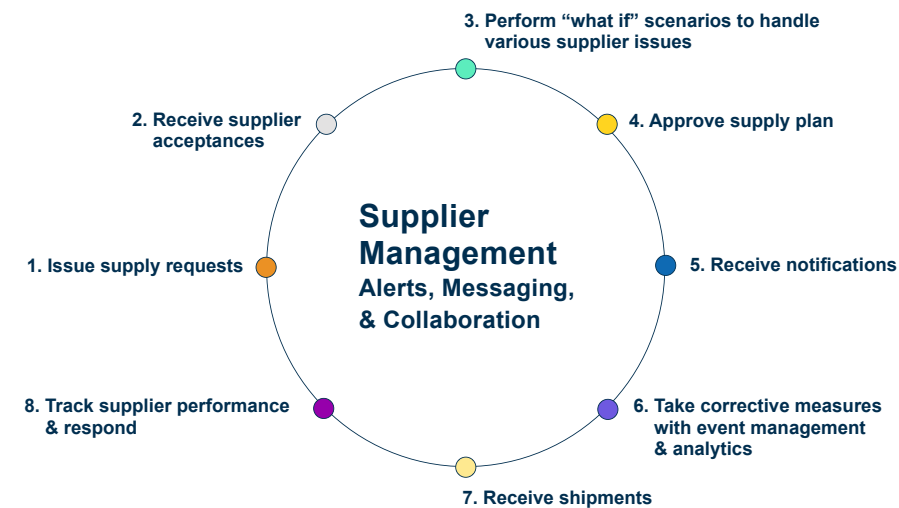 3. Perform “what if” scenarios to handle
various supplier issues
2. Receive supplier
acceptances
4. Approve supply plan
Supplier
Management
Alerts, Messaging,
& Collaboration
1. Issue supply requests
5. Receive notifications
8. Track supplier performance
& respond
6. Take corrective measures
with event management
& analytics
7. Receive shipments